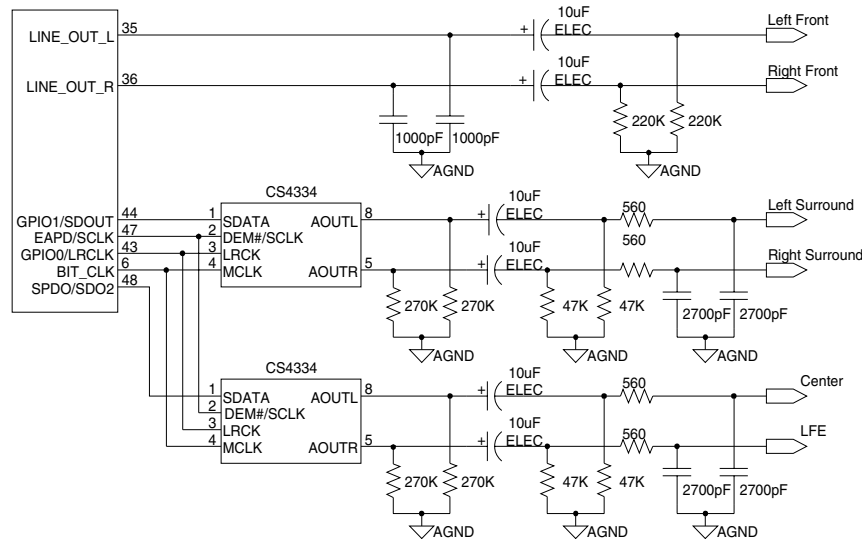 10uF
35
+
ELEC
Left Front
LINE_OUT_L
10uF
36
+
ELEC
Right Front
LINE_OUT_R
1000pF
1000pF
220K
220K
AGND
AGND
CS4334
10uF
560
GPIO1/SDOUT
44
1
SDATA
AOUTL
8
+
ELEC
Left Surround
EAPD/SCLK
47
2
DEM#/SCLK
10uF
560
GPIO0/LRCLK
43
3
LRCK
BIT_CLK
6
4
MCLK
AOUTR
5
+
ELEC
Right Surround
SPDO/SDO2
48
270K
270K
47K
47K
2700pF
2700pF
AGND
AGND
AGND
CS4334
10uF
560
Center
1
SDATA
AOUTL
8
+
ELEC
2
DEM#/SCLK
10uF
3
LRCK
560
LFE
4
MCLK
AOUTR
5
+
ELEC
270K
270K
47K
47K
2700pF
2700pF
AGND
AGND
AGND